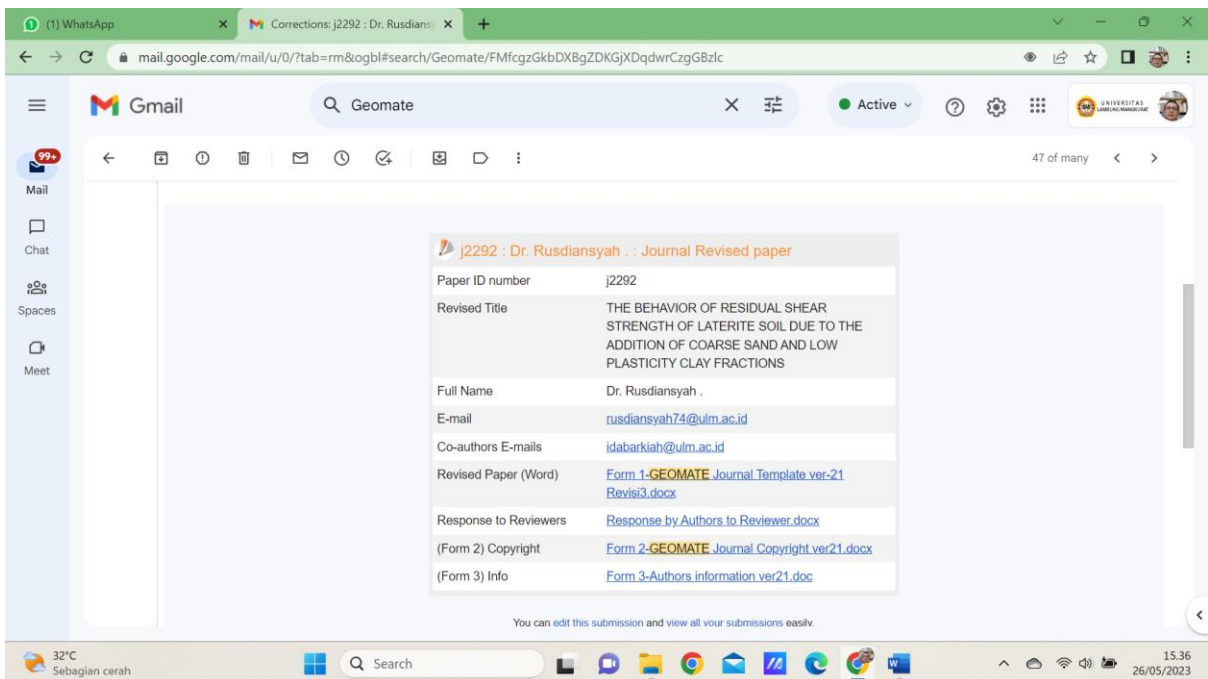 (1) WhatsApp
Corrections: j2292 : Dr. Rusdiansy
mail.google.com/mail/u/0/?tab=rm&ogbl#search/Geomate/FMfcgzGkbDXBgZDKGjXDqdwrCzgGBzlc
Gmail
Geomate
Active
UNIVERSITAS
LAMBUNG MANGKURAT
99+
Mail
Chat
Spaces
Meet
47 of many
j2292 : Dr. Rusdiansyah . : Journal Revised paper
Paper ID number j2292
Revised Title THE BEHAVIOR OF RESIDUAL SHEAR
STRENGTH OF LATERITE SOIL DUE TO THE
ADDITION OF COARSE SAND AND LOW
PLASTICITY CLAY FRACTIONS
Full Name Dr. Rusdiansyah .
E-mail rusdiansyah74@ulm.ac.id
Co-authors E-mails idabarkiah@ulm.ac.id
Revised Paper (Word) Form 1-GEOMATE Journal Template ver-21
Revisi3.docx
Response to Reviewers Response by Authors to Reviewer.docx
(Form 2) Copyright Form 2-GEOMATE Journal Copyright ver21.docx
(Form 3) Info Form 3-Authors information ver21.doc
You can edit this submission and view all your submissions easily.
32°C
Sebagian cerah
Search
15.36
26/05/2023